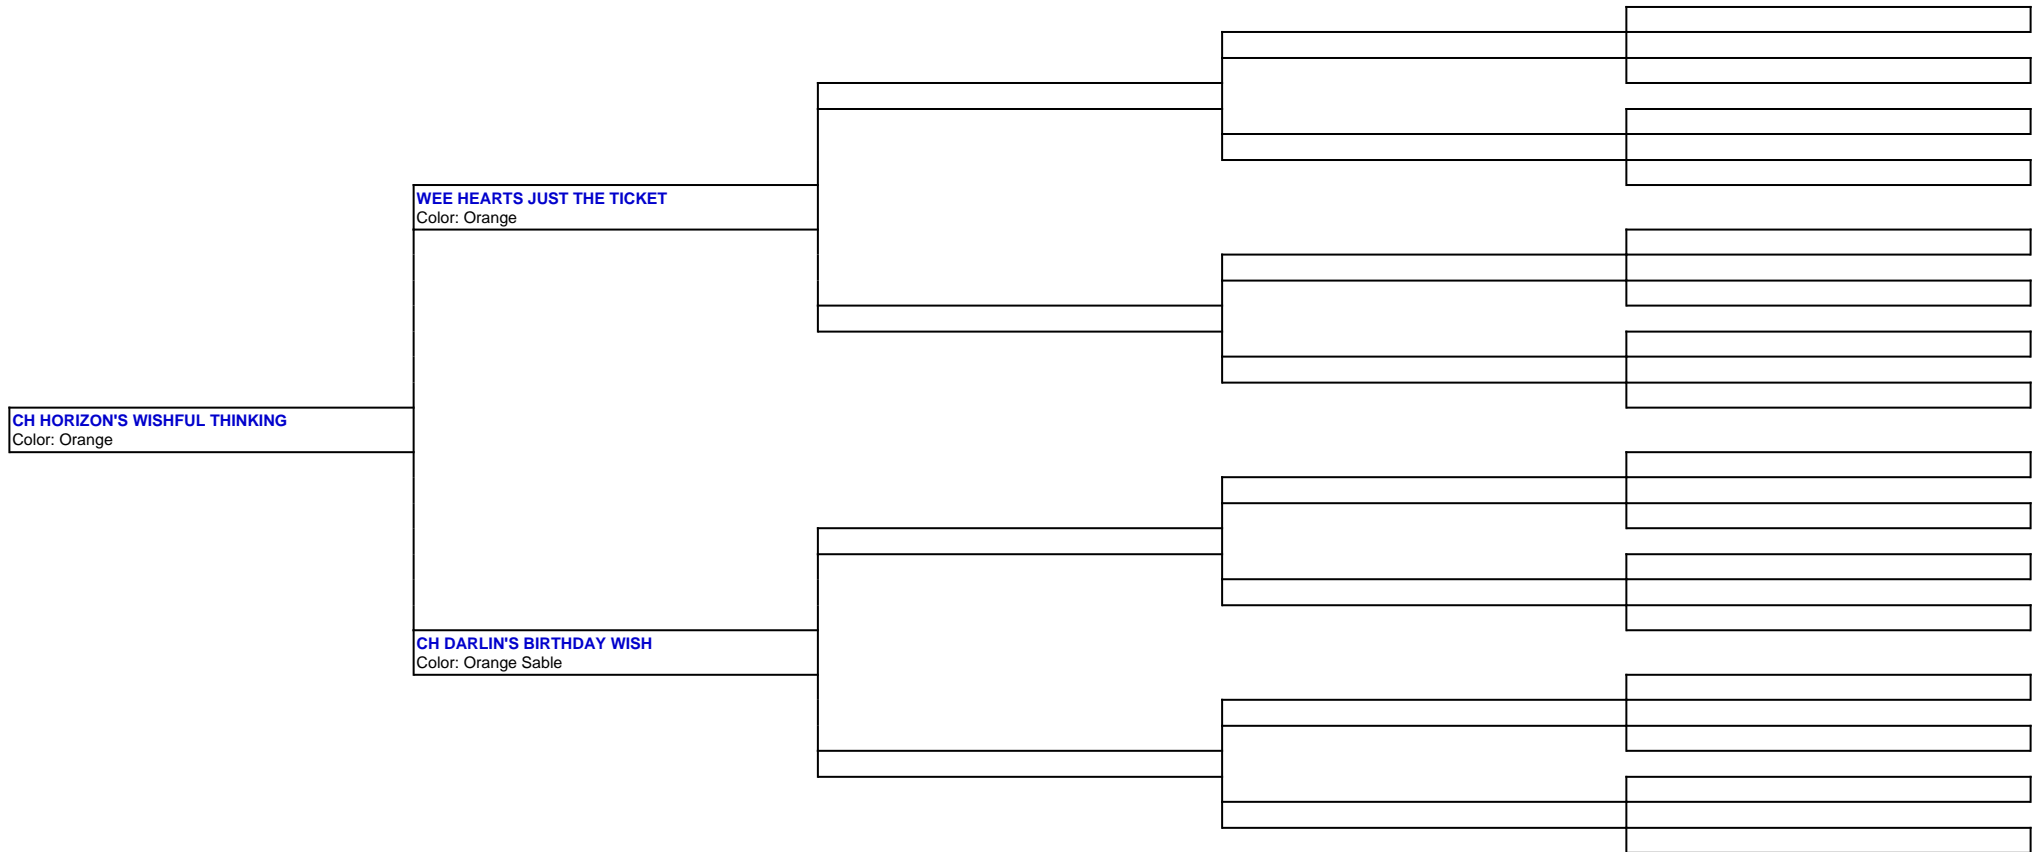 WEE HEARTS JUST THE TICKET
Color: Orange
CH HORIZON'S WISHFUL THINKING
Color: Orange
CH DARLIN'S BIRTHDAY WISH
Color: Orange Sable